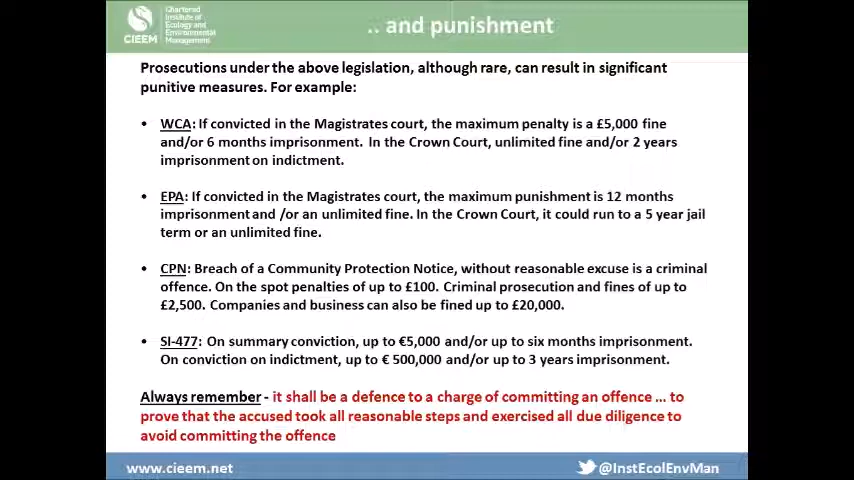 CIEEM
Chartered
Institute of
Ecology and
Environmental
Management
.. and punishment
Prosecutions under the above legislation, although rare, can result in significant
punitive measures. For example:
• WCA: If convicted in the Magistrates court, the maximum penalty is a £5,000 fine
and/or 6 months imprisonment. In the Crown Court, unlimited fine and/or 2 years
imprisonment on indictment.
• EPA: If convicted in the Magistrates court, the maximum punishment is 12 months
imprisonment and /or an unlimited fine. In the Crown Court, it could run to a 5 year jail
term or an unlimited fine.
• CPN: Breach of a Community Protection Notice, without reasonable excuse is a criminal
offence. On the spot penalties of up to £100. Criminal prosecution and fines of up to
£2,500. Companies and business can also be fined up to £20,000.
• SI-477: On summary conviction, up to €5,000 and/or up to six months imprisonment.
On conviction on indictment, up to € 500,000 and/or up to 3 years imprisonment.
Always remember - it shall be a defence to a charge of committing an offence ... to
prove that the accused took all reasonable steps and exercised all due diligence to
avoid committing the offence
www.cieem.net
@InstEcolEnvMan